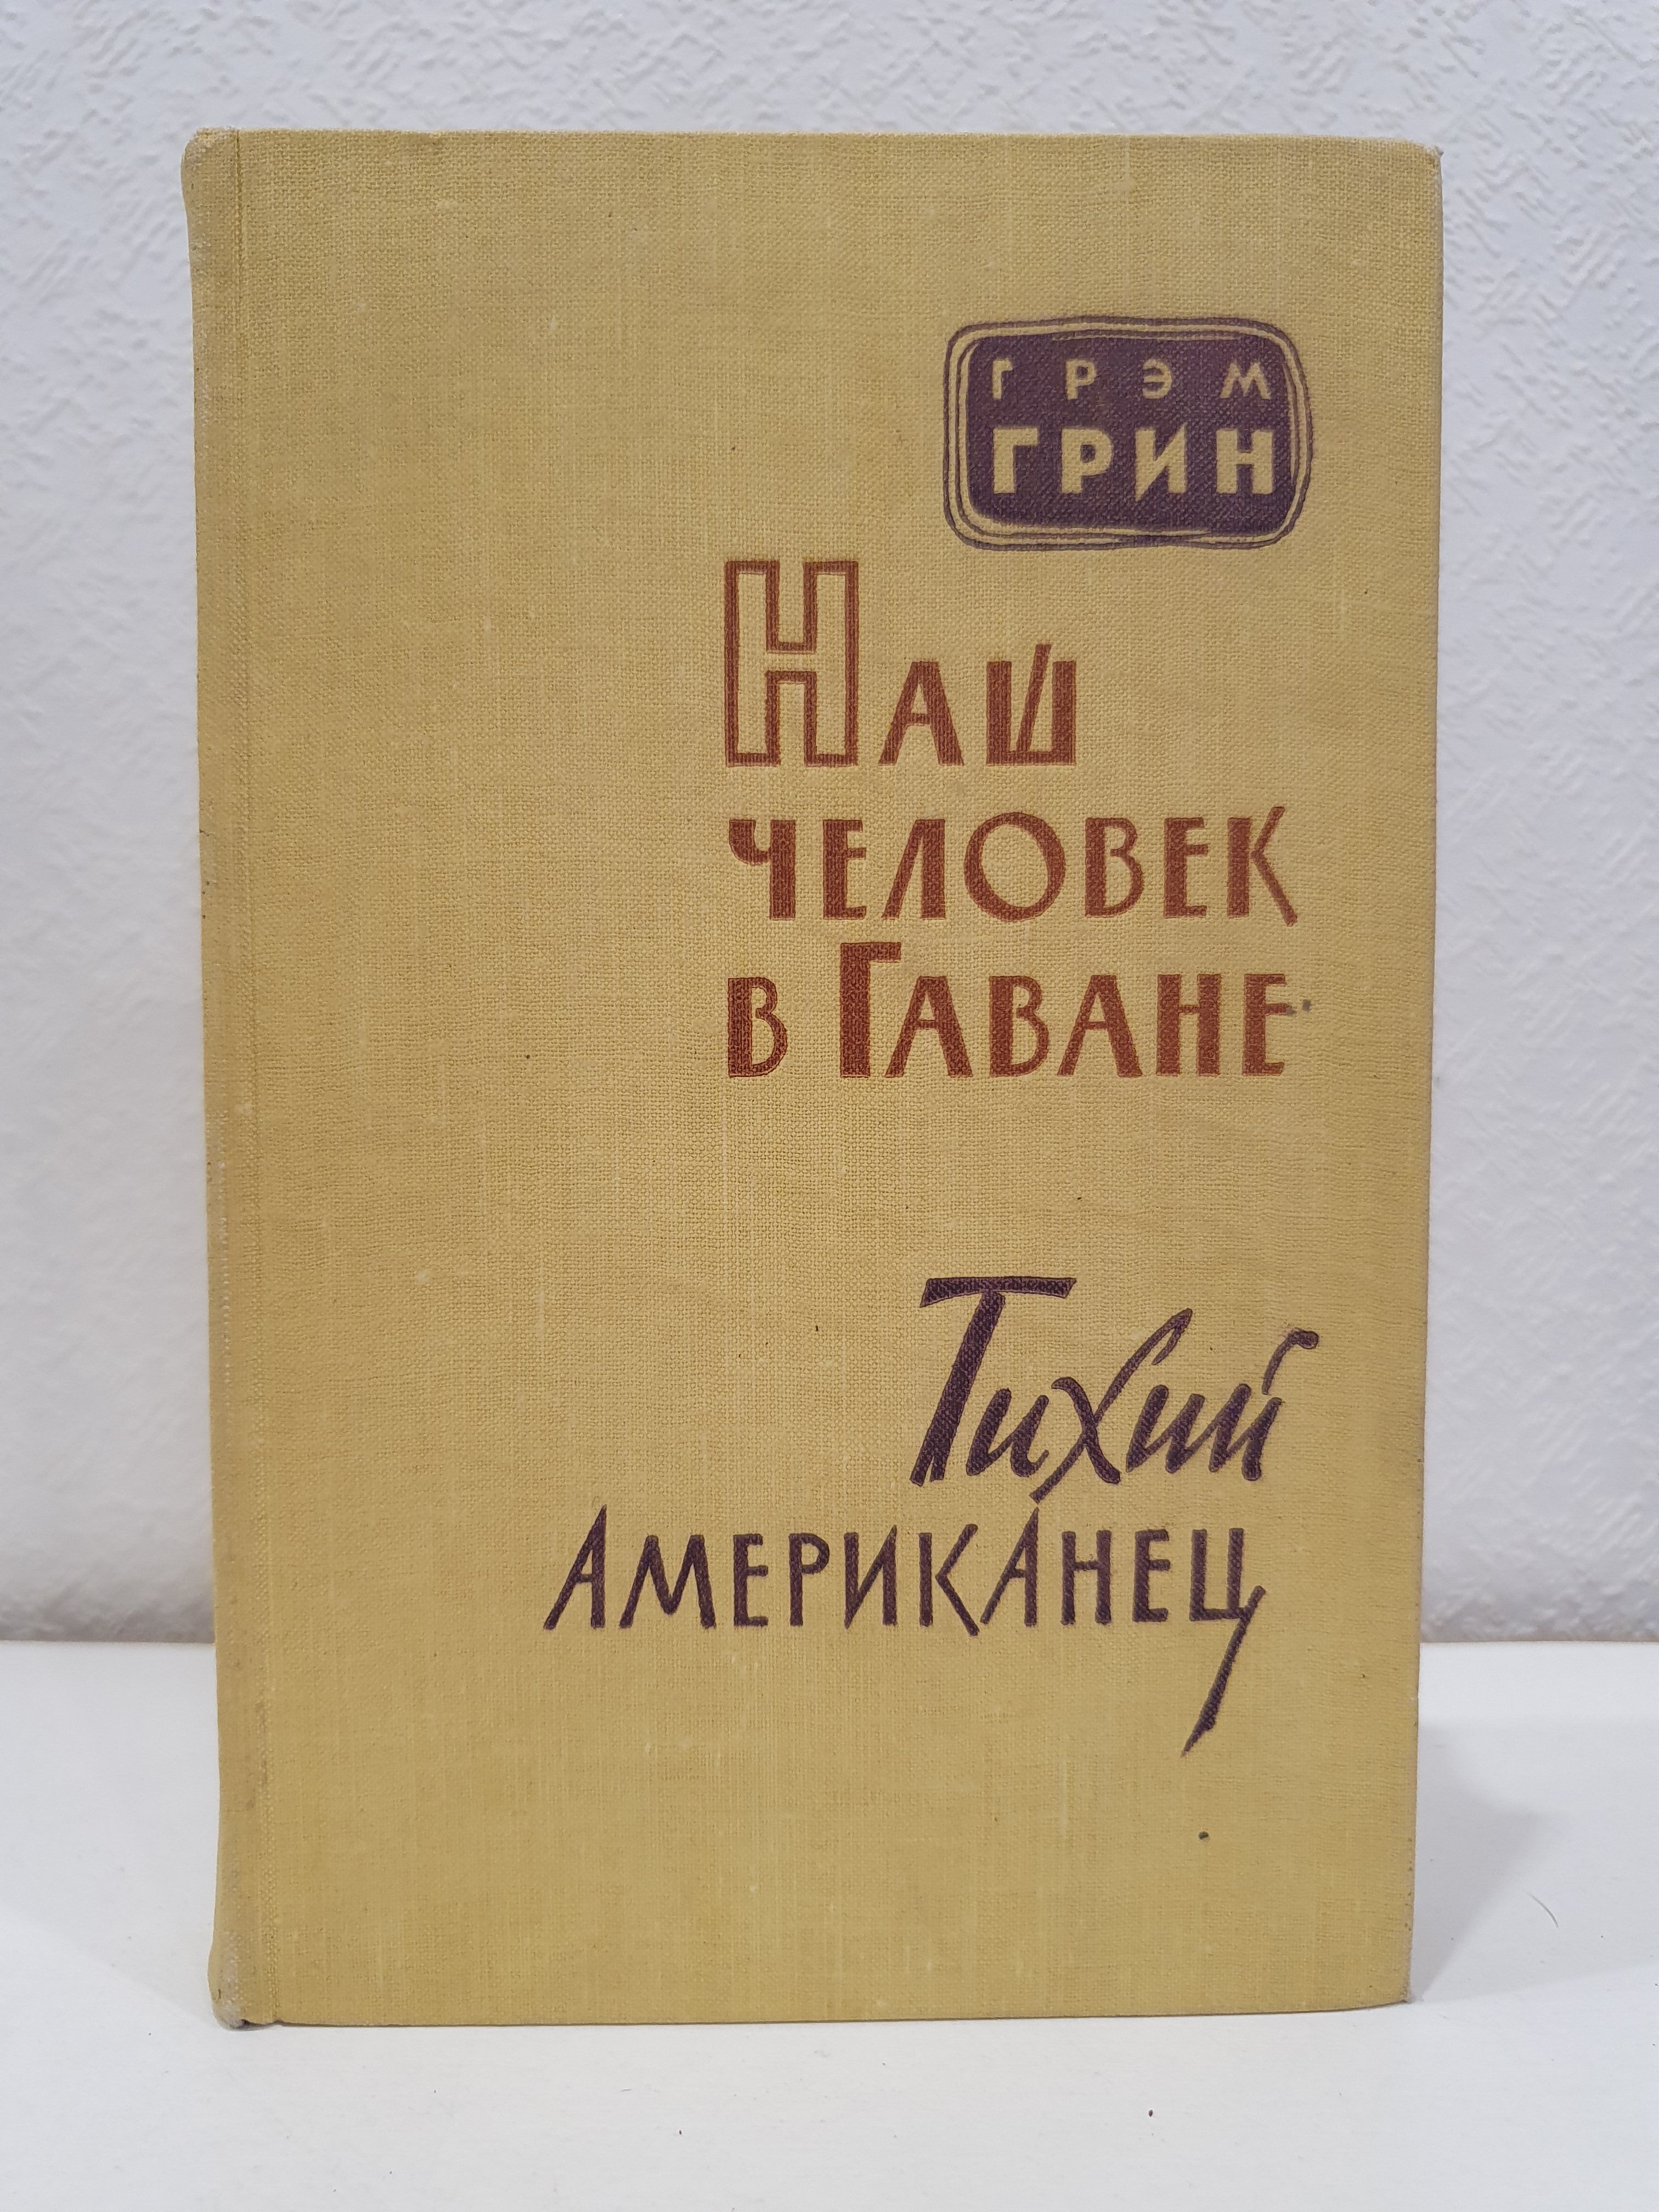 ГРЭМ
ГРИН
Наш
человек
в Гаване
Тихий
Американец